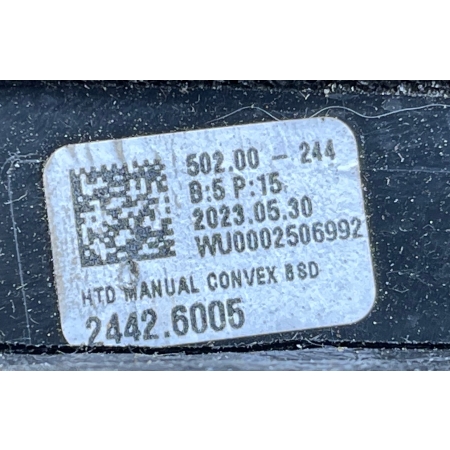 502.00 - 244
B:5 P:15
2023.05.30
WU0002506992
HTD MANUAL CONVEX BSD
2442.6005